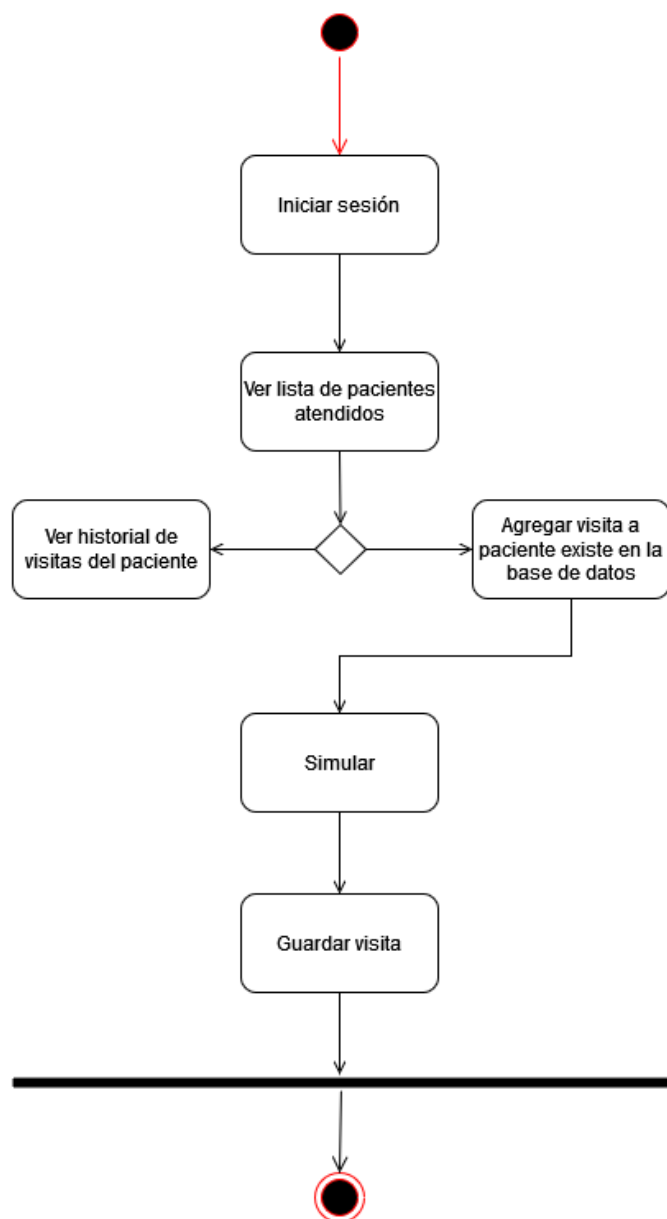 Iniciar sesión
Ver lista de pacientes
atendidos
Ver historial de
visitas del paciente
Agregar visita a
paciente existe en la
base de datos
Simular
Guardar visita